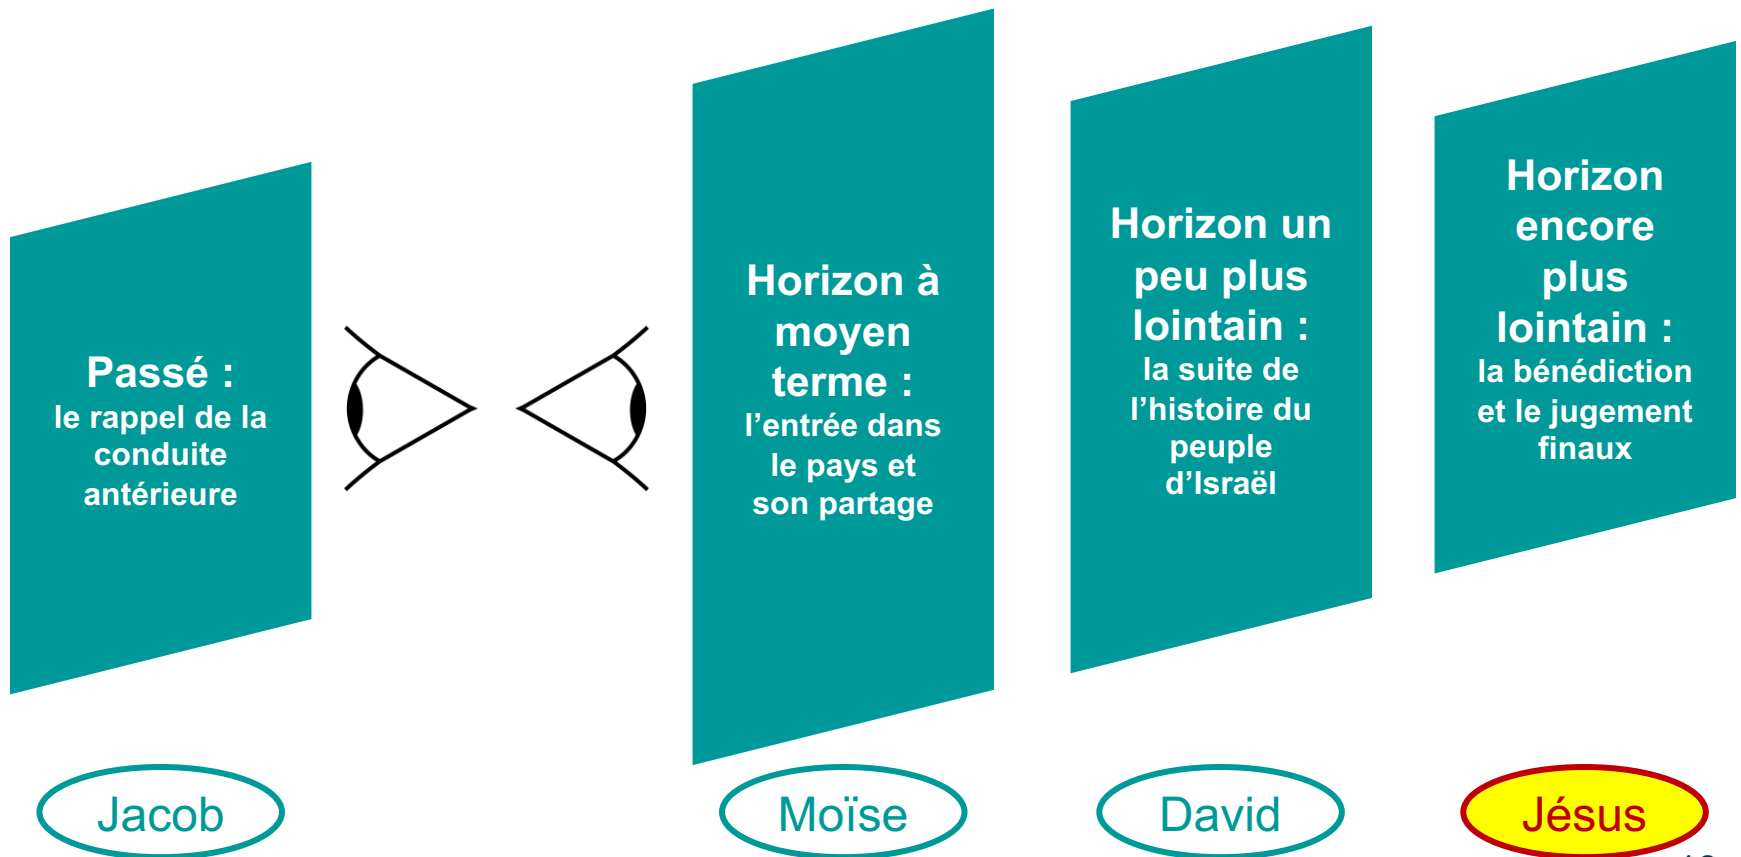 Passé :
le rappel de la
conduite
antérieure
Horizon à
moyen
terme :
l’entrée dans
le pays et
son partage
Horizon un
peu plus
lointain :
la suite de
l’histoire du
peuple
d’Israël
Horizon
encore
plus
lointain :
la bénédiction
et le jugement
finaux
Jacob
Moïse
David
Jésus